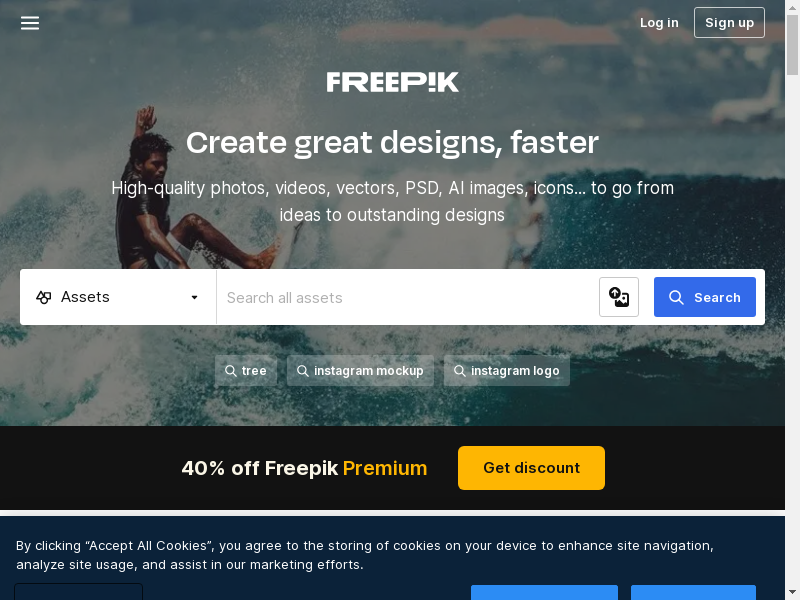 Log in
Sign up
FREEPIK
Create great designs, faster
High-quality photos, videos, vectors, PSD, AI images, icons... to go from
ideas to outstanding designs
Assets
Search all assets
Search
tree
instagram mockup
instagram logo
40% off Freepik Premium
Get discount
By clicking “Accept All Cookies”, you agree to the storing of cookies on your device to enhance site navigation,
analyze site usage, and assist in our marketing efforts.